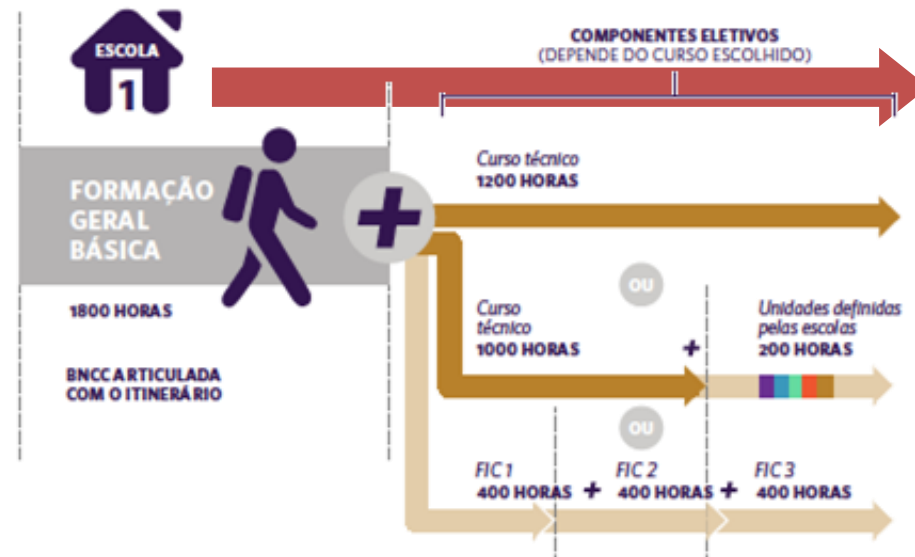 ESCOLA
1
COMPONENTES ELETIVOS
(DEPENDE DO CURSO ESCOLHIDO)
FORMAÇÃO
GERAL
BÁSICA
1800 HORAS
BNCC ARTICULADA
COM O ITINERÁRIO
+
Curso técnico
1200 HORAS
OU
Curso
técnico
1000 HORAS
+
Unidades definidas
pelas escolas
200 HORAS
OU
FIC 1
400 HORAS
+
FIC 2
400 HORAS
+
FIC 3
400 HORAS